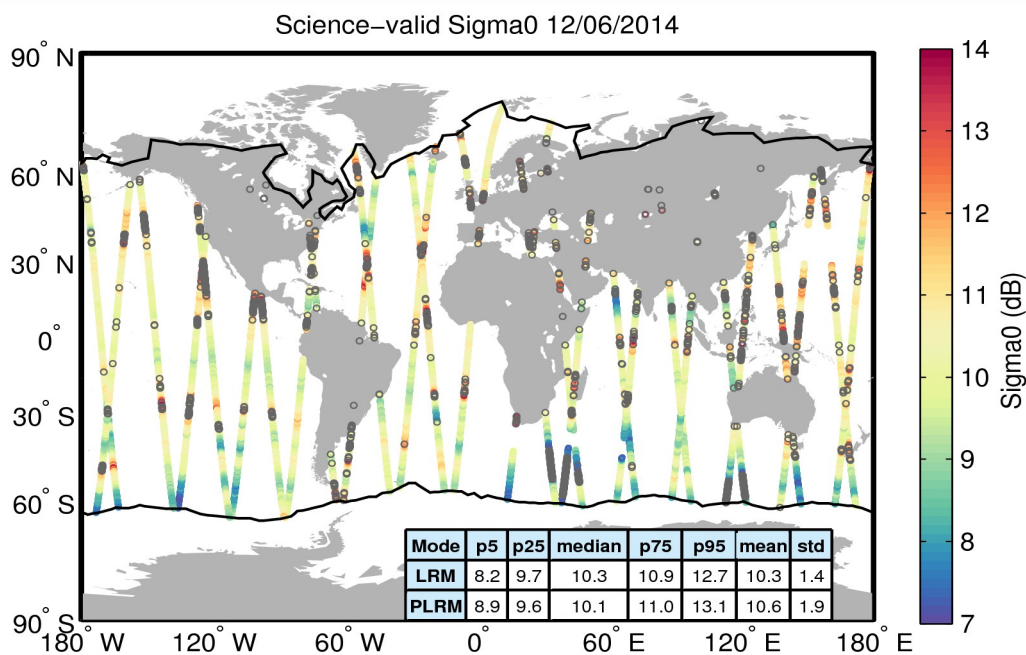 Science−valid Sigma0 12/06/2014
90° N
60° N
30° N
0°
30° S
60° S
90° S
180° W
120° W
60° W
0°
60° E
120° E
180° E
Mode p5 p25 median p75 p95 mean std
LRM 8.2 9.7 10.3 10.9 12.7 10.3 1.4
PLRM 8.9 9.6 10.1 11.0 13.1 10.6 1.9
14
13
12
11
10
9
8
7
Sigma0 (dB)